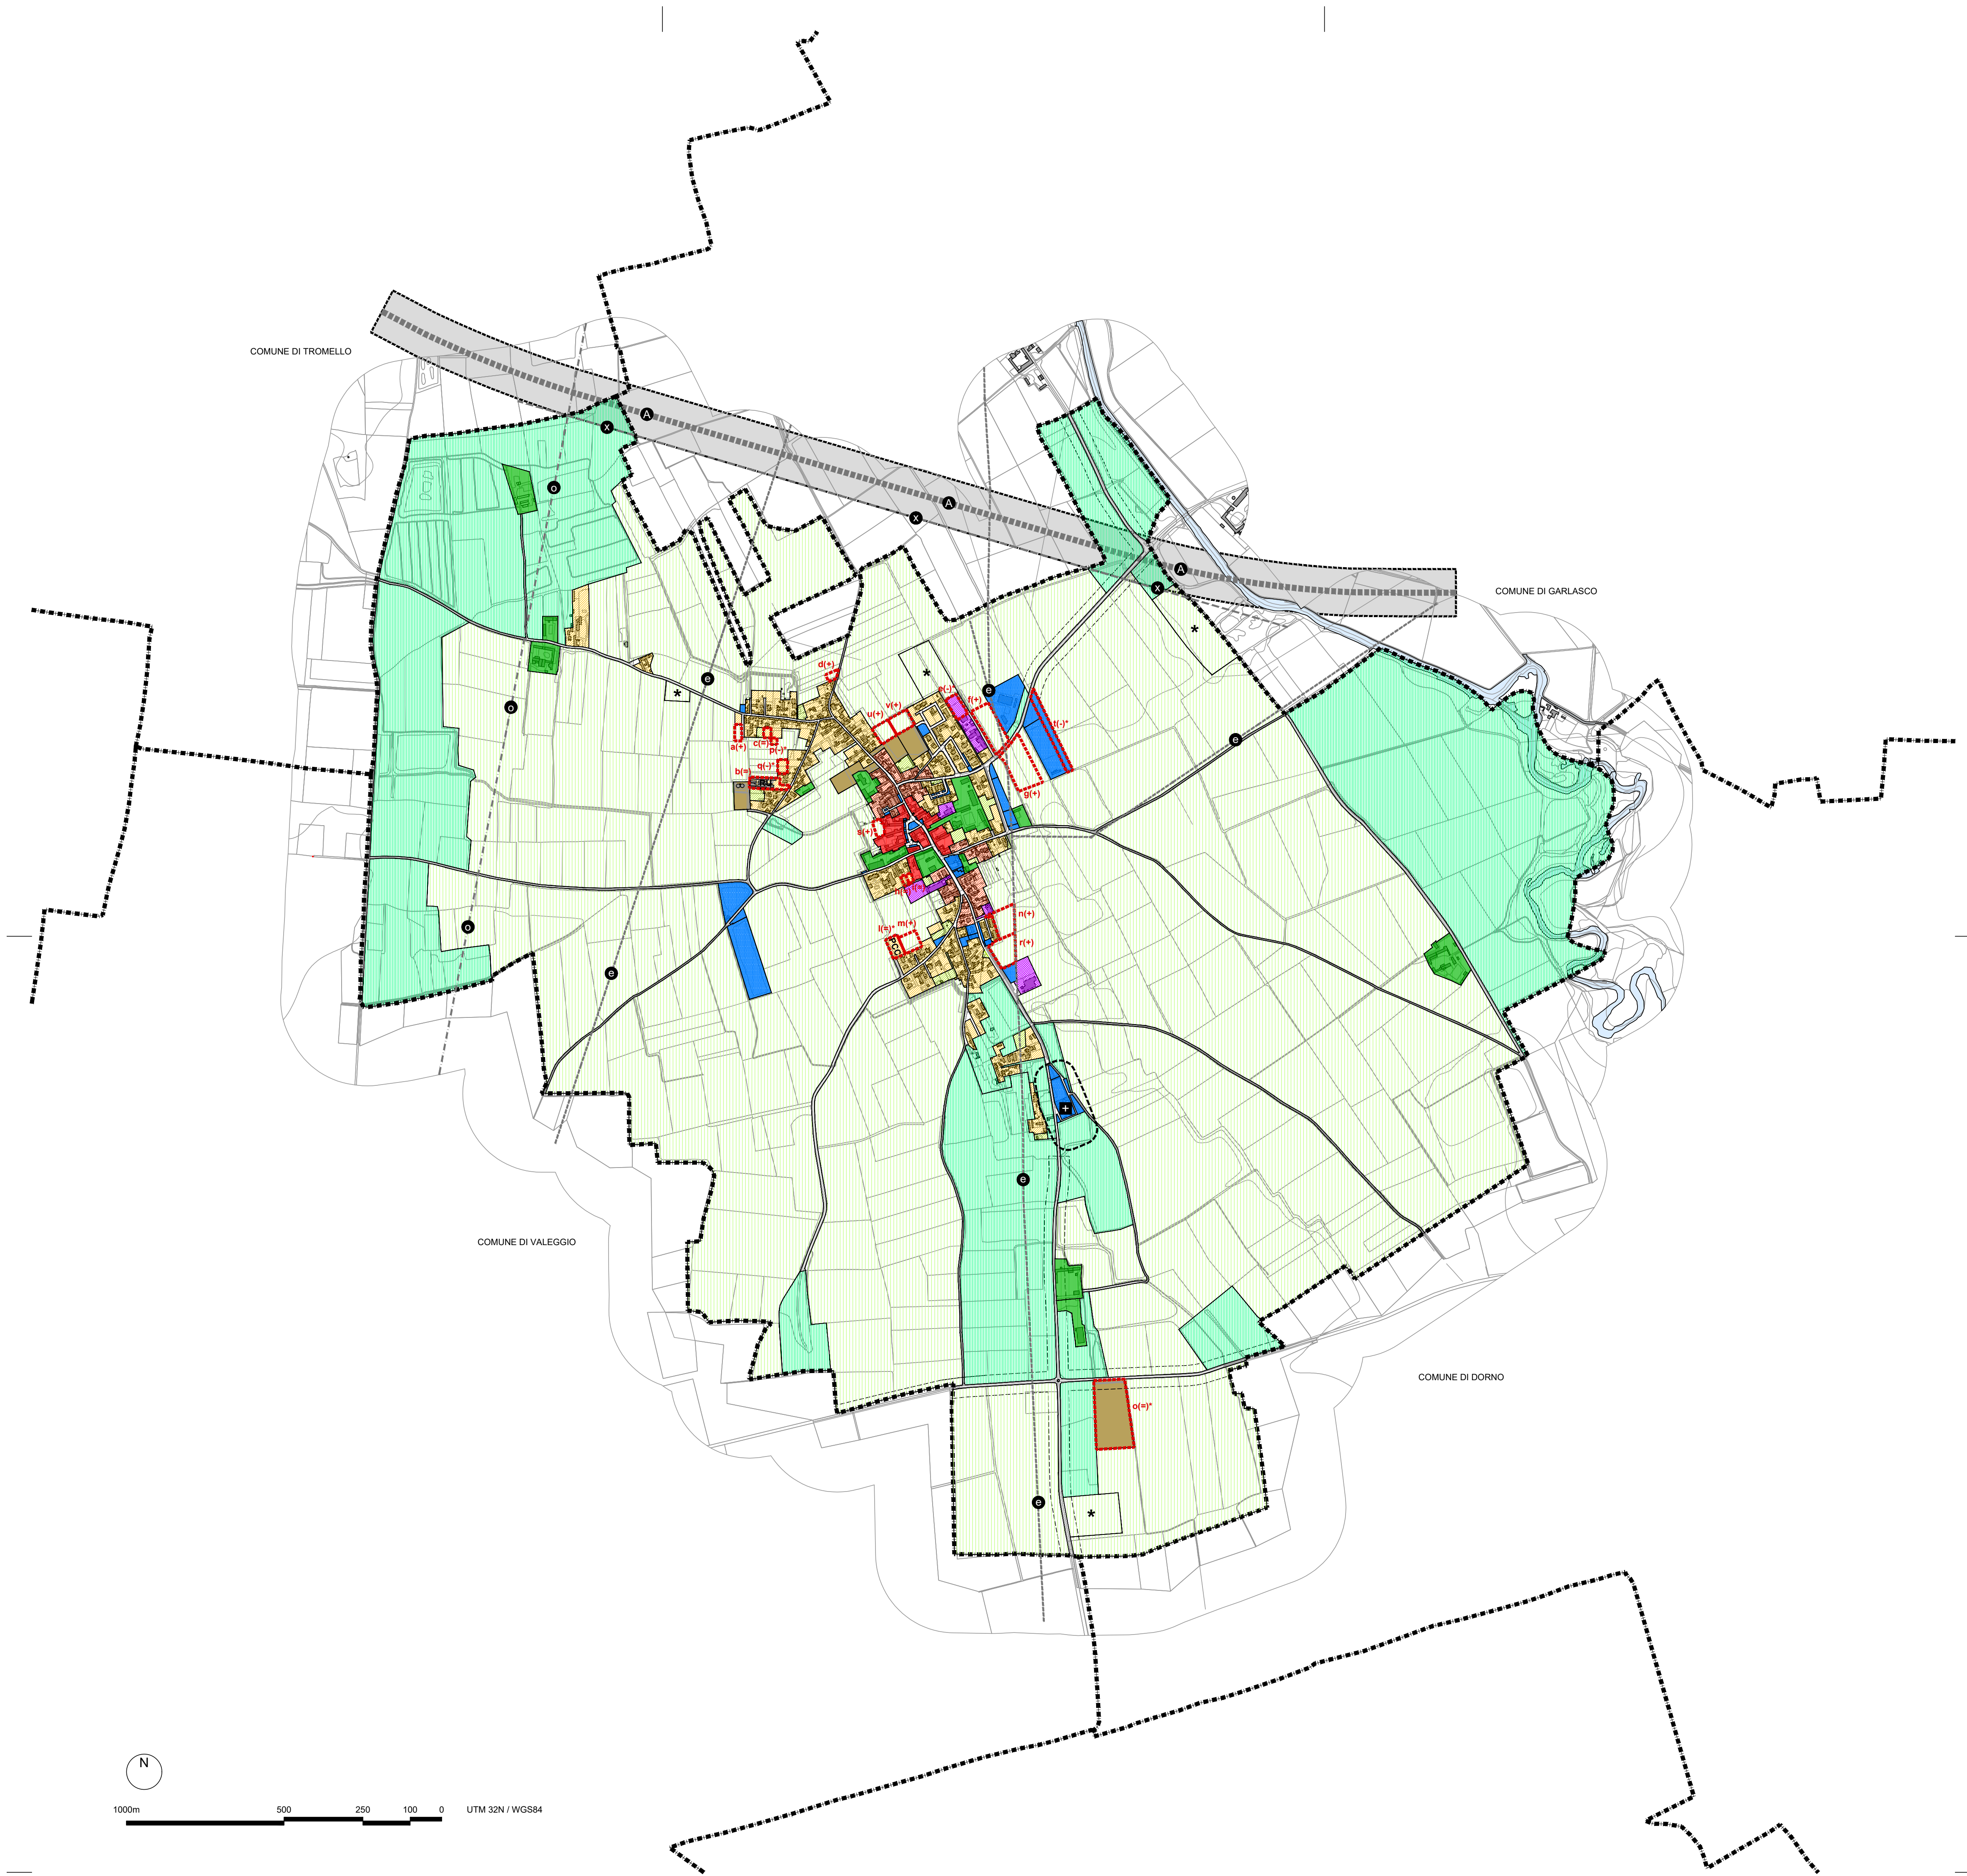 COMUNE DI TROMELLO
A
x
o
A
x
A
x
COMUNE DI GARLASCO
*
o
d(+)
*
e
e
*
e(-)*
f(+)
o
v(+)
u(+)
t(-)*
a(+)
c(=)
p(-)*
e
q(-)*
b(=)
g(+)
s(+)
n(+)
m(+)
l(=)*
PCC
r(+)
o
e
+
e
COMUNE DI VALEGGIO
COMUNE DI DORNO
o(=)*
e
*
N
1000m 500 250 100 0 UTM 32N / WGS84